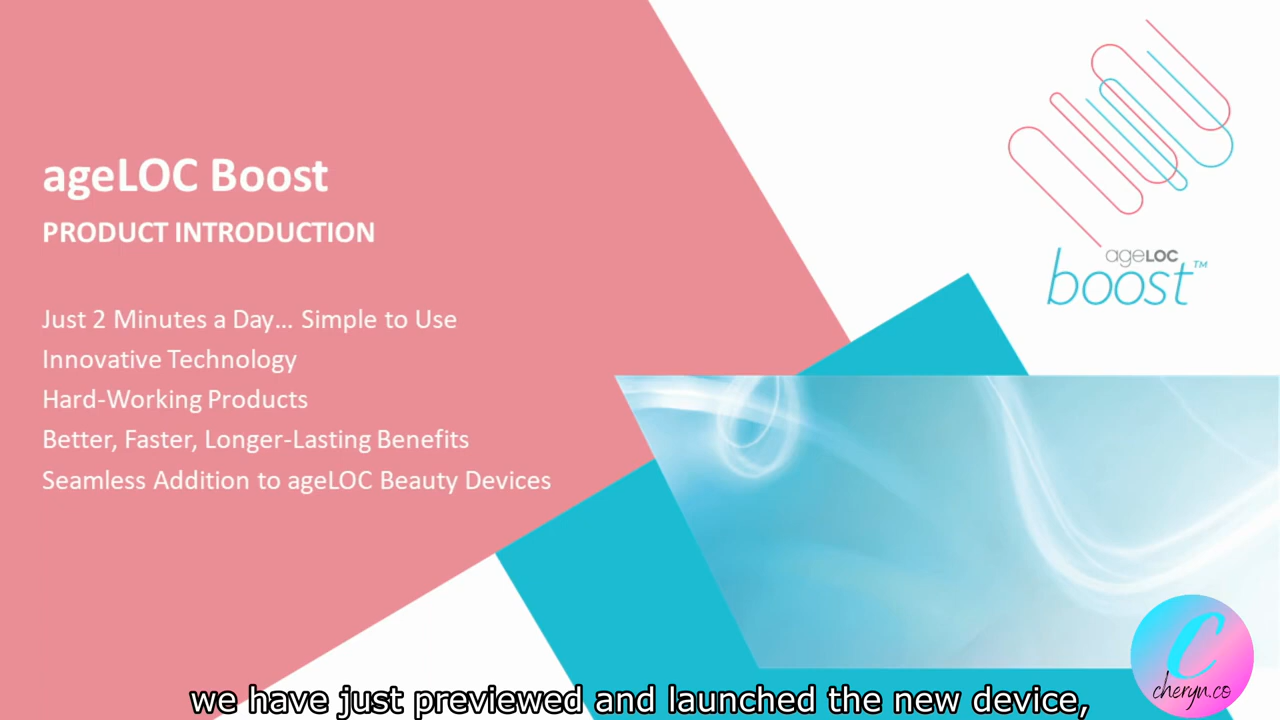 ageLOC Boost
PRODUCT INTRODUCTION
Just 2 Minutes a Day... Simple to Use
Innovative Technology
Hard-Working Products
Better, Faster, Longer-Lasting Benefits
Seamless Addition to ageLOC Beauty Devices
ageLOC
boost™
C
cheryn.co
we have just previewed and launched the new device,